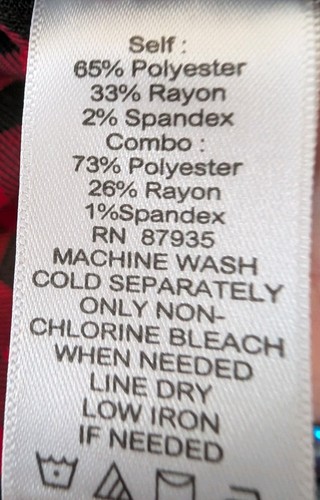 Self :
65% Polyester
33% Rayon
2% Spandex
Combo :
73% Polyester
26% Rayon
1%Spandex
RN 87935
MACHINE WASH
COLD SEPARATELY
ONLY NON-
CHLORINE BLEACH
WHEN NEEDED
LINE DRY
LOW IRON
IF NEEDED